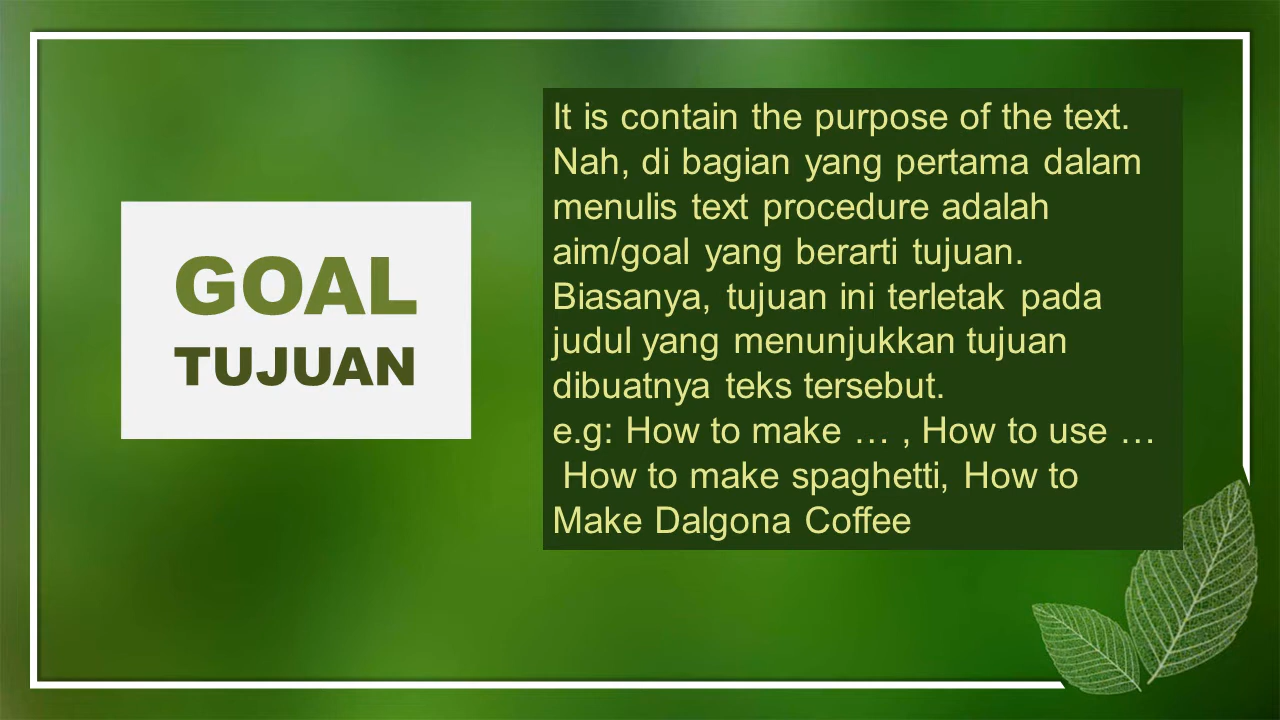 GOAL
TUJUAN
It is contain the purpose of the text.
Nah, di bagian yang pertama dalam
menulis text procedure adalah
aim/goal yang berarti tujuan.
Biasanya, tujuan ini terletak pada
judul yang menunjukkan tujuan
dibuatnya teks tersebut.
e.g: How to make … , How to use …
How to make spaghetti, How to
Make Dalgona Coffee